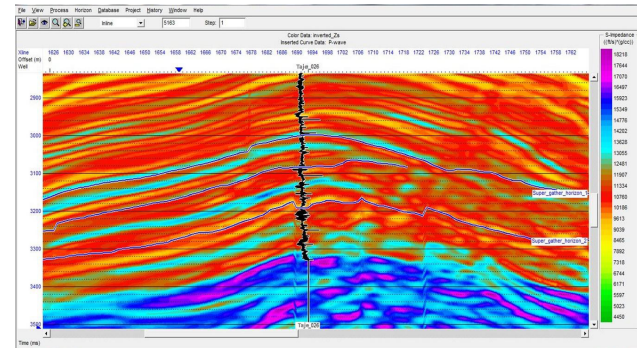 File View Process Horizon Database Project History Window Help
Inline 5163 Step: 1
Color Data: inverted_Zs
Inserted Curve Data: P-wave
S-Impedance
((ft/s)*(g/cc))
Xline 1626 1630 1634 1638 1642 1646 1650 1654 1658 1662 1666 1670 1674 1678 1682 1686 1690 1694 1698 1702 1706 1710 1714 1718 1722 1726 1730 1734 1738 1742 1746 1750 1754 1758 1762
Offset (m) 0
Well Tajo_026
18218
17644
17070
16497
15923
15349
14776
14202
13628
13055
12481
11907
11334
10760
10186
9613
9039
8465
7892
7318
6744
6171
5597
5023
4450
2900
3000
3100
3200
3300
3400
3500
Super_gather_horizon_1
Super_gather_horizon_2
Tajo_026
Time (ms)